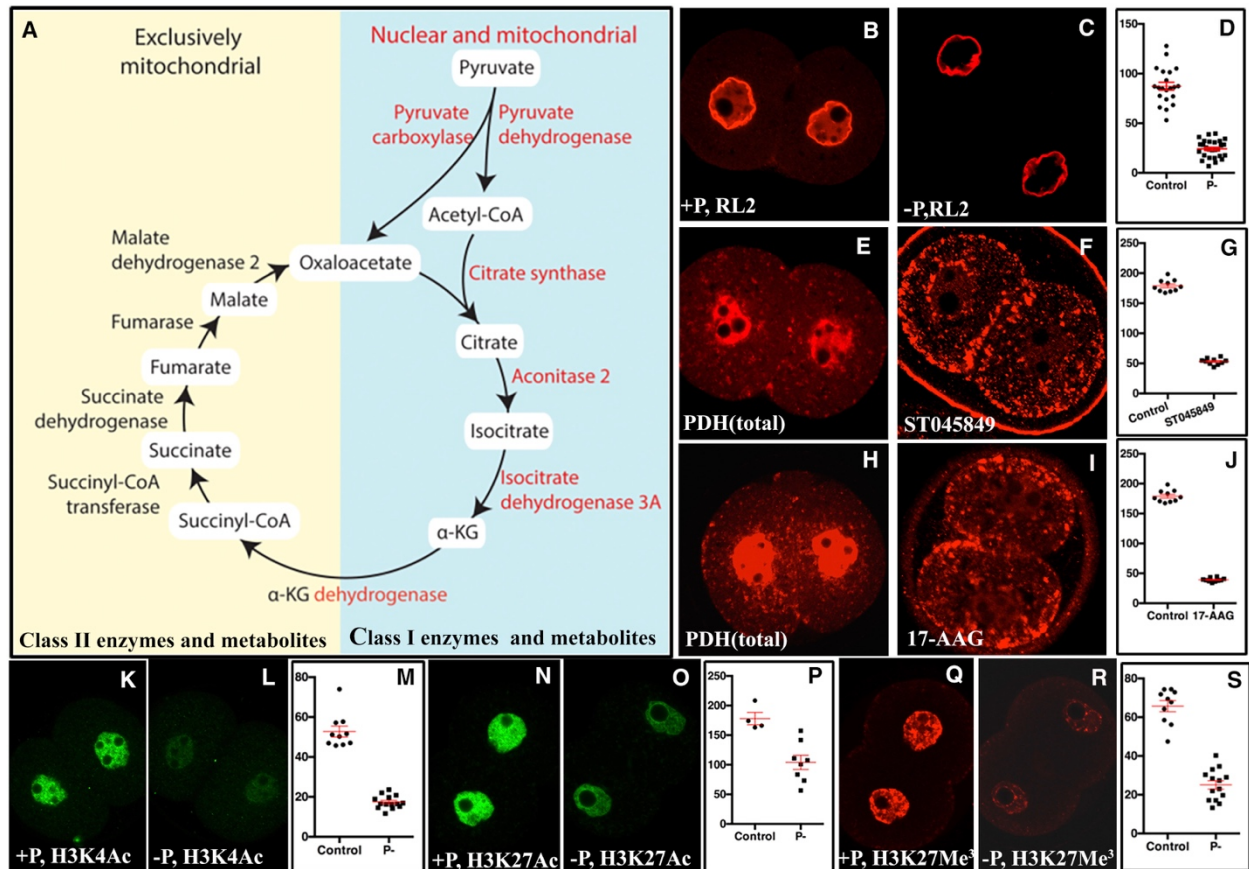 A
Exclusively
mitochondrial
Nuclear and mitochondrial
Pyruvate
Pyruvate
carboxylase
Pyruvate
dehydrogenase
Acetyl-CoA
Malate
dehydrogenase 2
Oxaloacetate
Citrate synthase
Malate
Fumarase
Citrate
Fumarate
Aconitase 2
Succinate
dehydrogenase
Isocitrate
Succinate
Isocitrate
dehydrogenase 3A
Succinyl-CoA
transferase
Succinyl-CoA
α-KG
α-KG dehydrogenase
Class II enzymes and metabolites
Class I enzymes and metabolites
B
+P, RL2
C
-P,RL2
D
150
100
50
0
Control P-
E
PDH(total)
F
ST045849
G
250
200
150
100
50
0
Control ST045849
H
PDH(total)
I
17-AAG
J
250
200
150
100
50
0
Control 17-AAG
K
+P, H3K4Ac
L
-P, H3K4Ac
M
80
60
40
20
0
Control P-
N
+P, H3K27Ac
O
-P, H3K27Ac
P
250
200
150
100
50
0
Control P-
Q
+P, H3K27Me³
R
-P, H3K27Me³
S
80
60
40
20
0
Control P-